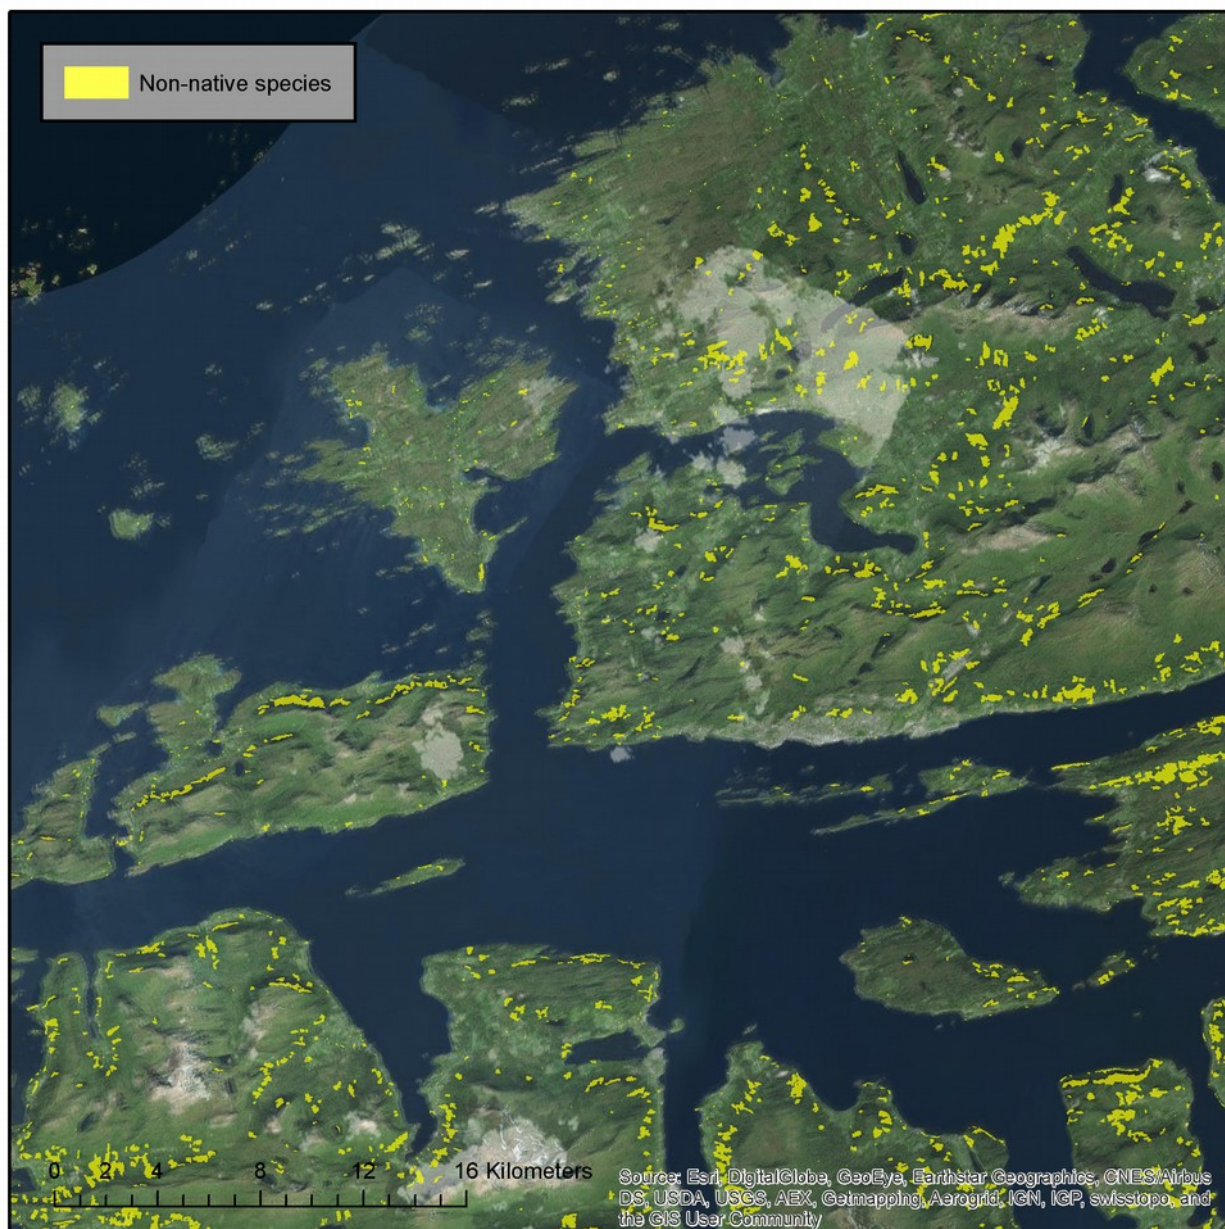 Non-native species
0 2 4 8 12 16 Kilometers
Source: Esri, DigitalGlobe, GeoEye, Earthstar Geographics, CNES/Airbus
DS, USDA, USGS, AEX, Getmapping, Aerogrid, IGN, IGP, swisstopo, and
the GIS User Community